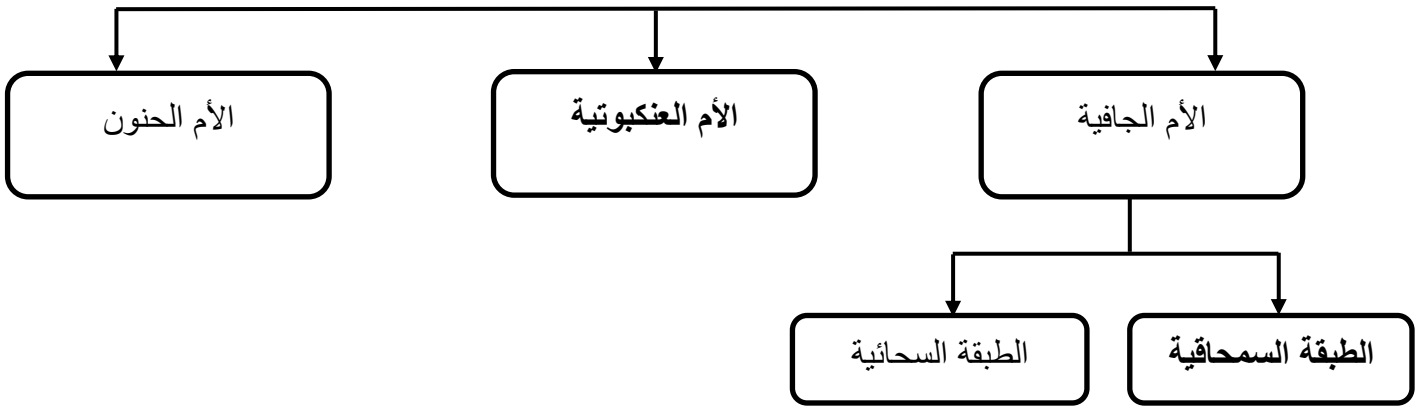 الأم الجافية
الأم العنكبوتية
الأم الحنون
الطبقة السمحاقية
الطبقة السحائية